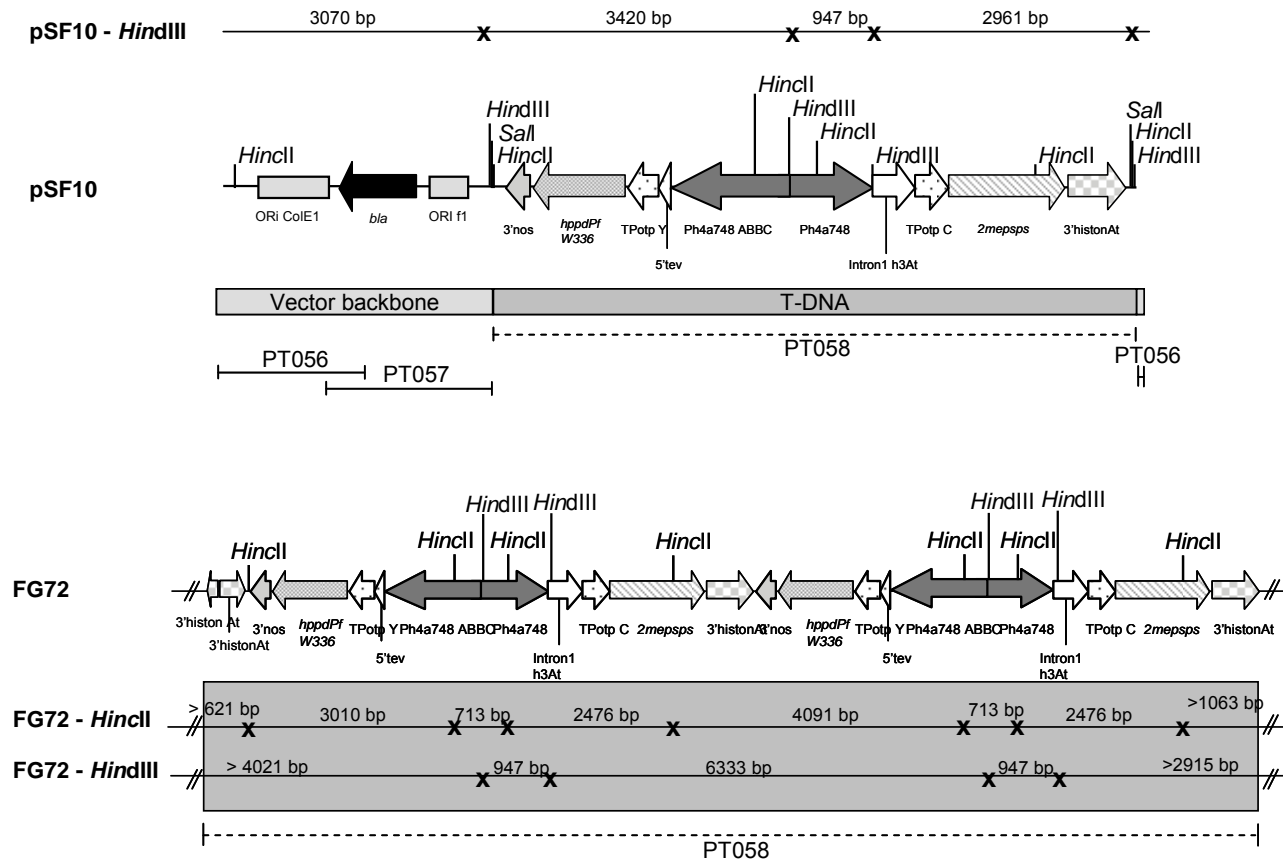 3070 bp 3420 bp 947 bp 2961 bp
pSF10 - HindIII x x x x
HincII
HindIII HindIII SalI
SalI HincII HincII
HincII HincII HindIII HincII HindIII
pSF10
ORi ColE1 bla ORI f1 3'nos hppdPf W336 TPotp Y Ph4a748 ABBC Ph4a748 TPotp C 2mepsps 3'histonAt
5'tev Intron1 h3At
Vector backbone T-DNA
PT058
PT056 PT056
PT057
HindIII HindIII HindIII HindIII
HincII HincII HincII HincII HincII HincII HincII
FG72
3'histon At 3'histonAt 3'nos hppdPf W336 TPotp Y Ph4a748 ABBC Ph4a748 TPotp C 2mepsps 3'histonAt 3'nos hppdPf W336 TPotp Y Ph4a748 ABBC Ph4a748 TPotp C 2mepsps 3'histonAt
5'tev Intron1 h3At 5'tev Intron1 h3At
> 621 bp 3010 bp 713 bp 2476 bp 4091 bp 713 bp 2476 bp >1063 bp
FG72 - HincII x x x x x x x
> 4021 bp 947 bp 6333 bp 947 bp >2915 bp
FG72 - HindIII x x x x
PT058